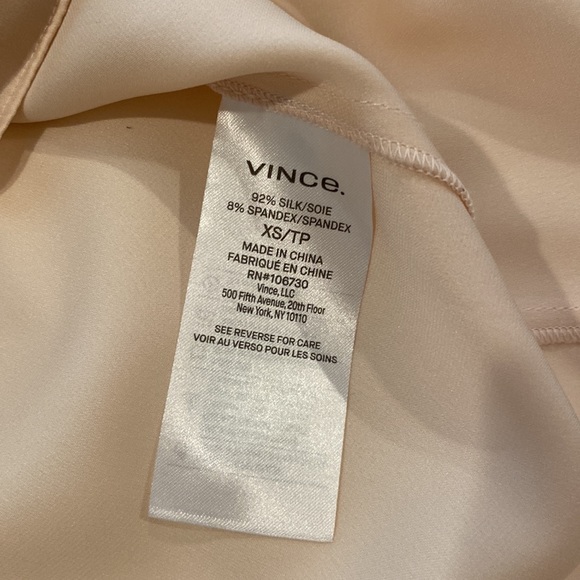 VINCE.
92% SILK/SOIE
8% SPANDEX/SPANDEX
XS/TP
MADE IN CHINA
FABRIQUÉ EN CHINE
RN#106730
Vince, LLC
500 Fifth Avenue, 20th Floor
New York, NY 10110
SEE REVERSE FOR CARE
VOIR AU VERSO POUR LES SOINS